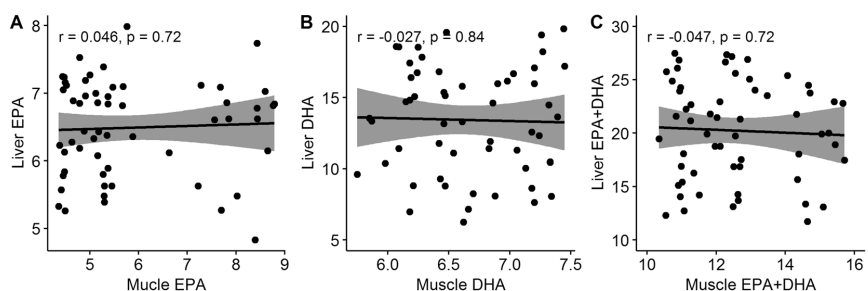 A
r = 0.046, p = 0.72
Liver EPA
8
7
6
5
5
6
7
8
9
Mucle EPA
B
r = -0.027, p = 0.84
Liver DHA
20
15
10
5
6.0
6.5
7.0
7.5
Muscle DHA
C
r = -0.047, p = 0.72
Liver EPA+DHA
30
25
20
15
10
10
12
14
16
Muscle EPA+DHA